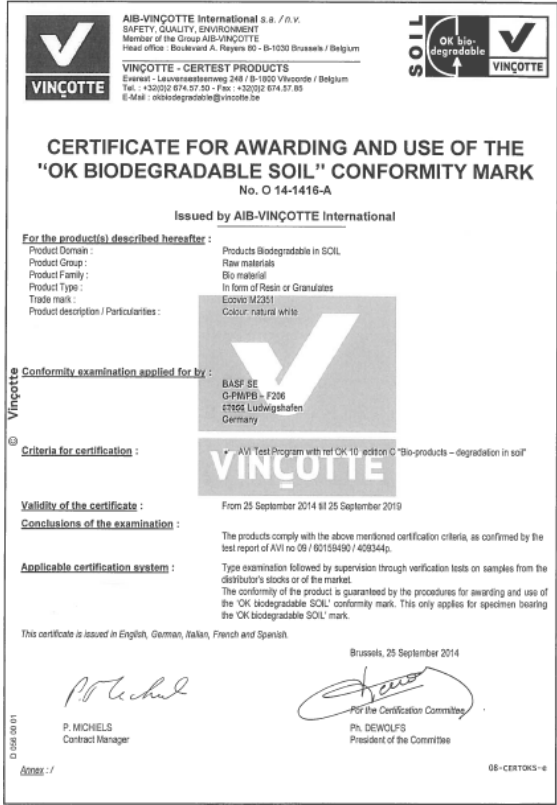 AIB-VINÇOTTE International s.a. / n.v.
SAFETY, QUALITY, ENVIRONMENT
Member of the Group AIB-VINÇOTTE
Head office : Boulevard A. Reyers 80 - B-1030 Brussels / Belgium
VINÇOTTE - CERTEST PRODUCTS
Everest - Leuvensesteenweg 248 / B-1800 Vilvoorde / Belgium
Tel. : +32(0)2 674.57.50 - Fax : +32(0)2 674.57.85
E-Mail : okbiodegradable@vincotte.be
VINÇOTTE
SOIL
OK bio-
degradable
VINÇOTTE
CERTIFICATE FOR AWARDING AND USE OF THE
"OK BIODEGRADABLE SOIL" CONFORMITY MARK
No. O 14-1416-A
Issued by AIB-VINÇOTTE International
For the product(s) described hereafter :
Product Domain : Products Biodegradable in SOIL
Product Group : Raw materials
Product Family : Bio material
Product Type : In form of Resin or Granulates
Trade mark : Ecovio M2351
Product description / Particularities : Colour: natural white
Conformity examination applied for by :
BASF SE
G-PM/PB – F206
67056 Ludwigshafen
Germany
© Vinçotte
Criteria for certification : • AVI Test Program with ref OK 10 edition C "Bio-products – degradation in soil"
VINÇOTTE
Validity of the certificate : From 25 September 2014 till 25 September 2019
Conclusions of the examination :
The products comply with the above mentioned certification criteria, as confirmed by the
test report of AVI no 09 / 60159490 / 409344p.
Applicable certification system : Type examination followed by supervision through verification tests on samples from the
distributor's stocks or of the market.
The conformity of the product is guaranteed by the procedures for awarding and use of
the 'OK biodegradable SOIL' conformity mark. This only applies for specimen bearing
the 'OK biodegradable SOIL' mark.
This certificate is issued in English, German, Italian, French and Spanish.
Brussels, 25 September 2014
For the Certification Committee,
P. MICHIELS
Contract Manager
Ph. DEWOLFS
President of the Committee
D 056 00 01
Annex : /
OB-CERTOKS-e